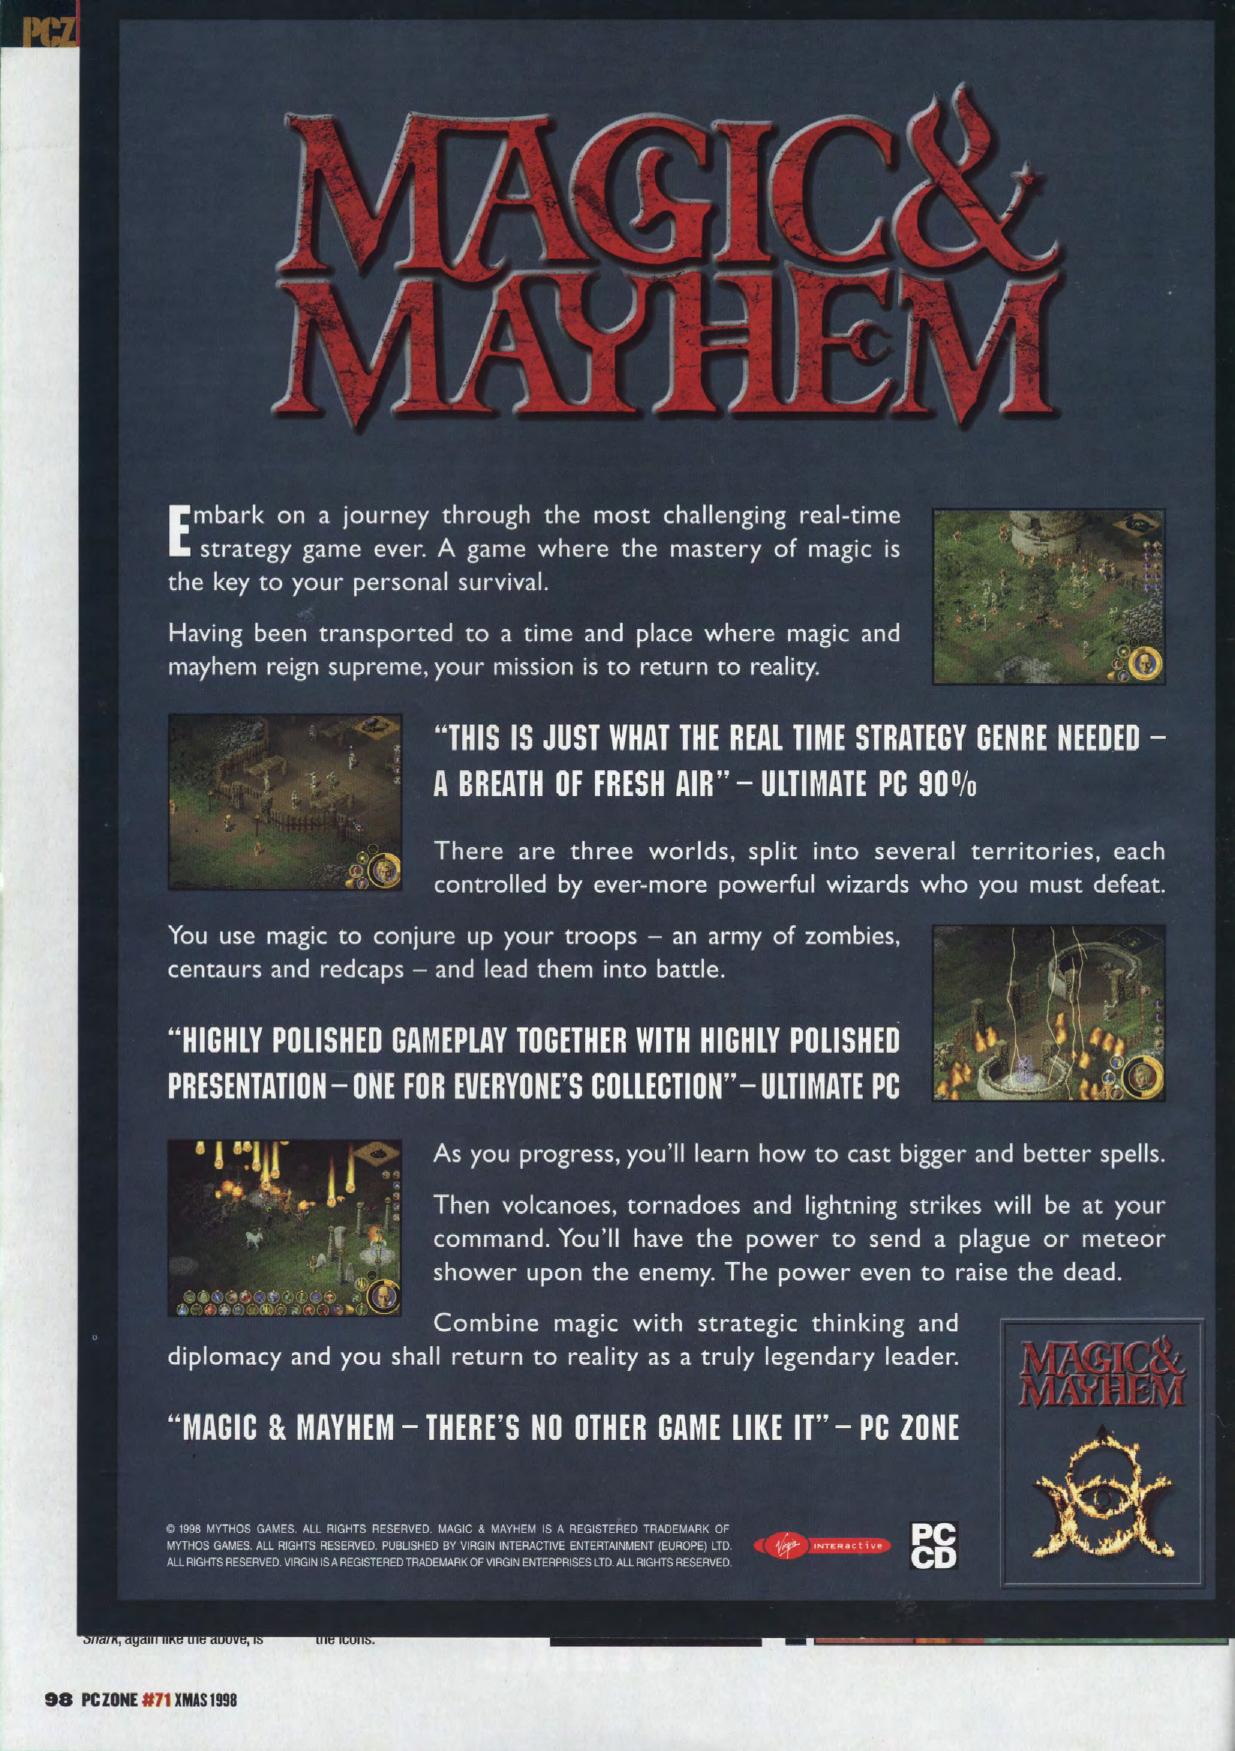 PCZ
MAGIC &
MAYHEM
Embark on a journey through the most challenging real-time
strategy game ever. A game where the mastery of magic is
the key to your personal survival.
Having been transported to a time and place where magic and
mayhem reign supreme, your mission is to return to reality.
“THIS IS JUST WHAT THE REAL TIME STRATEGY GENRE NEEDED –
A BREATH OF FRESH AIR” – ULTIMATE PC 90%
There are three worlds, split into several territories, each
controlled by ever-more powerful wizards who you must defeat.
You use magic to conjure up your troops – an army of zombies,
centaurs and redcaps – and lead them into battle.
“HIGHLY POLISHED GAMEPLAY TOGETHER WITH HIGHLY POLISHED
PRESENTATION – ONE FOR EVERYONE’S COLLECTION” – ULTIMATE PC
As you progress, you’ll learn how to cast bigger and better spells.
Then volcanoes, tornadoes and lightning strikes will be at your
command. You’ll have the power to send a plague or meteor
shower upon the enemy. The power even to raise the dead.
Combine magic with strategic thinking and
diplomacy and you shall return to reality as a truly legendary leader.
“MAGIC & MAYHEM – THERE’S NO OTHER GAME LIKE IT” – PC ZONE
MAGIC &
MAYHEM
© 1998 MYTHOS GAMES. ALL RIGHTS RESERVED. MAGIC & MAYHEM IS A REGISTERED TRADEMARK OF
MYTHOS GAMES. ALL RIGHTS RESERVED. PUBLISHED BY VIRGIN INTERACTIVE ENTERTAINMENT (EUROPE) LTD.
ALL RIGHTS RESERVED. VIRGIN IS A REGISTERED TRADEMARK OF VIRGIN ENTERPRISES LTD. ALL RIGHTS RESERVED.
Virgin INTERactive
PC
CD
Shark, again like the above, is
the icons.
98 PC ZONE #71 XMAS 1998